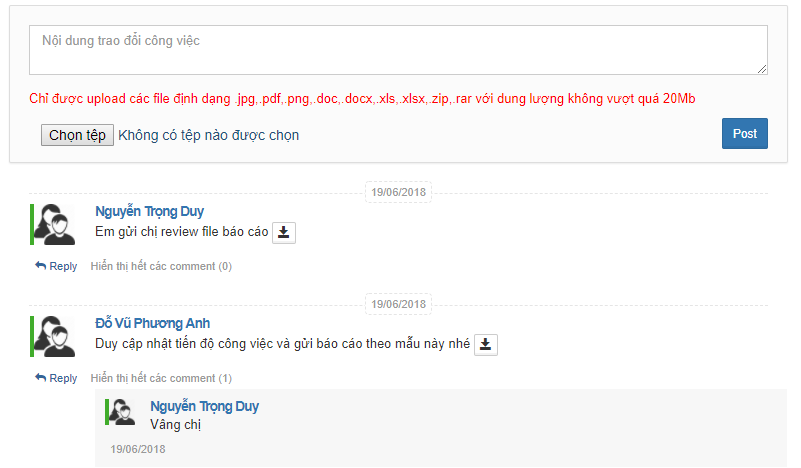 Nội dung trao đổi công việc
Chỉ được upload các file định dạng .jpg,.pdf,.png,.doc,.docx,.xls,.xlsx,.zip,.rar với dung lượng không vượt quá 20Mb
Chọn tệp Không có tệp nào được chọn
Post
19/06/2018
Nguyễn Trọng Duy
Em gửi chị review file báo cáo
Reply Hiển thị hết các comment (0)
19/06/2018
Đỗ Vũ Phương Anh
Duy cập nhật tiến độ công việc và gửi báo cáo theo mẫu này nhé
Reply Hiển thị hết các comment (1)
Nguyễn Trọng Duy
Vâng chị
19/06/2018